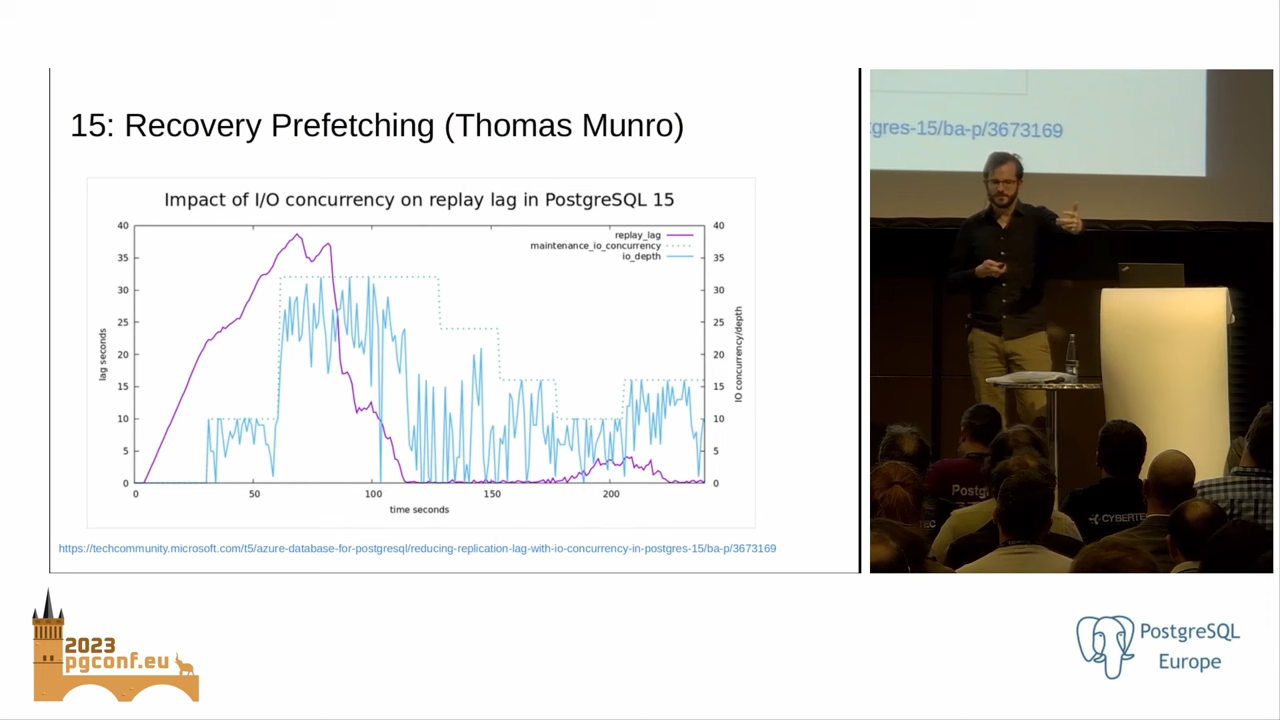 15: Recovery Prefetching (Thomas Munro)
Impact of I/O concurrency on replay lag in PostgreSQL 15
replay_lag
maintenance_io_concurrency
io_depth
40
35
30
25
20
15
10
5
0
lag seconds
40
35
30
25
20
15
10
5
0
IO concurrency/depth
0 50 100 150 200
time seconds
https://techcommunity.microsoft.com/t5/azure-database-for-postgresql/reducing-replication-lag-with-io-concurrency-in-postgres-15/ba-p/3673169
tgres-15/ba-p/3673169
Postg
CYBERTEC
2023
pgconf.eu
PostgreSQL
Europe